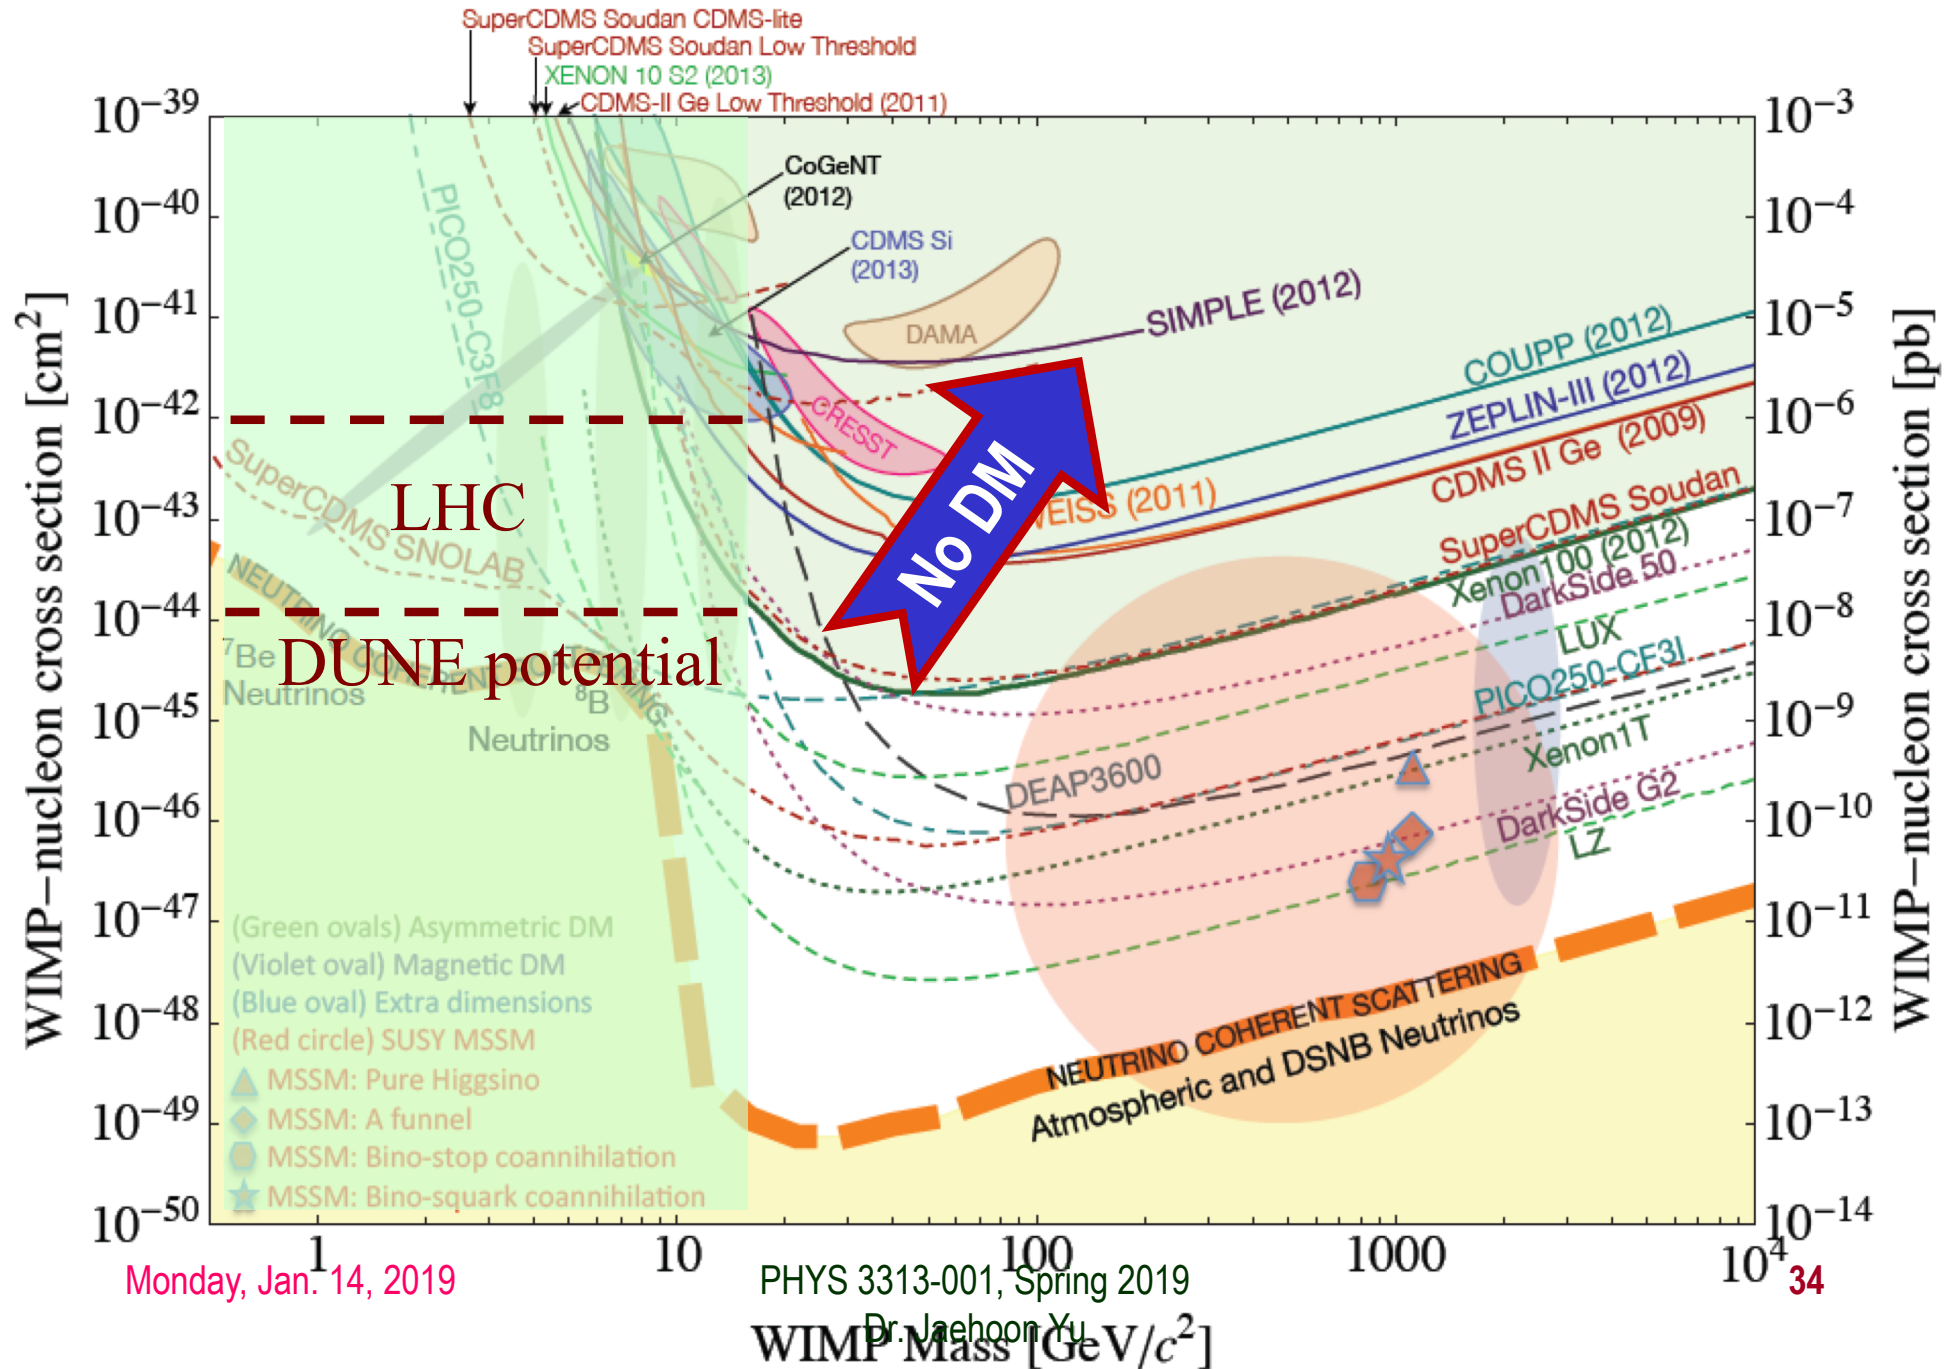 SuperCDMS Soudan CDMS-lite
SuperCDMS Soudan Low Threshold
XENON 10 S2 (2013)
CDMS-II Ge Low Threshold (2011)
10−39
10−40
10−41
10−42
10−43
10−44
10−45
10−46
10−47
10−48
10−49
10−50
WIMP−nucleon cross section [cm2]
10−3
10−4
10−5
10−6
10−7
10−8
10−9
10−10
10−11
10−12
10−13
10−14
WIMP−nucleon cross section [pb]
CoGeNT
(2012)
CDMS Si
(2013)
PICO250-C3F8
DAMA
CRESST
SIMPLE (2012)
COUPP (2012)
ZEPLIN-III (2012)
CDMS II Ge (2009)
EISS (2011)
No DM
SuperCDMS Soudan
Xenon100 (2012)
DarkSide 50
LUX
PICO250-CF3I
Xenon1T
DarkSide G2
LZ
DEAP3600
SuperCDMS SNOLAB
LHC
DUNE potential
NEUTRINO COHERENT SCATTERING
7Be
Neutrinos
8B
Neutrinos
NEUTRINO COHERENT SCATTERING
Atmospheric and DSNB Neutrinos
(Green ovals) Asymmetric DM
(Violet oval) Magnetic DM
(Blue oval) Extra dimensions
(Red circle) SUSY MSSM
MSSM: Pure Higgsino
MSSM: A funnel
MSSM: Bino-stop coannihilation
MSSM: Bino-squark coannihilation
1
10
100
1000
104
Monday, Jan. 14, 2019
PHYS 3313-001, Spring 2019
Dr. Jaehoon Yu
34
WIMP Mass [GeV/c2]